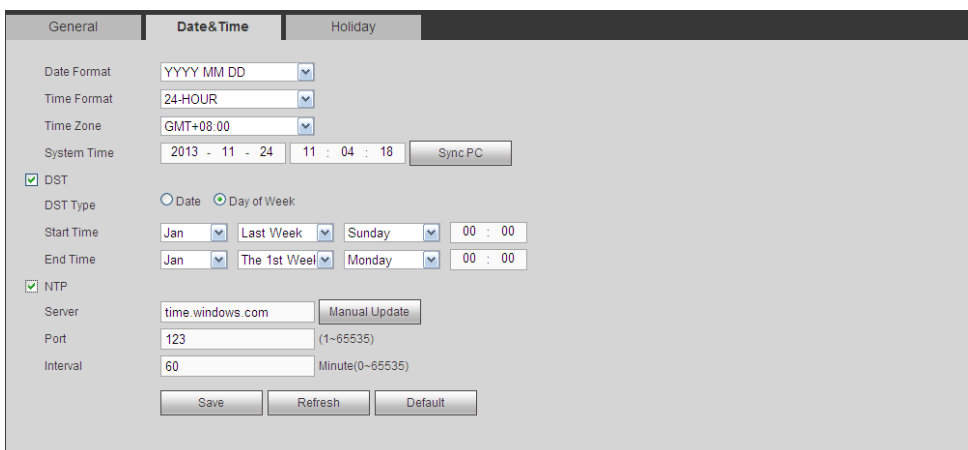 General Date&Time Holiday
Date Format YYYY MM DD
Time Format 24-HOUR
Time Zone GMT+08:00
System Time 2013 - 11 - 24 11 : 04 : 18 Sync PC
DST
DST Type Date Day of Week
Start Time Jan Last Week Sunday 00 : 00
End Time Jan The 1st Weel Monday 00 : 00
NTP
Server time.windows.com Manual Update
Port 123 (1~65535)
Interval 60 Minute(0~65535)
Save Refresh Default